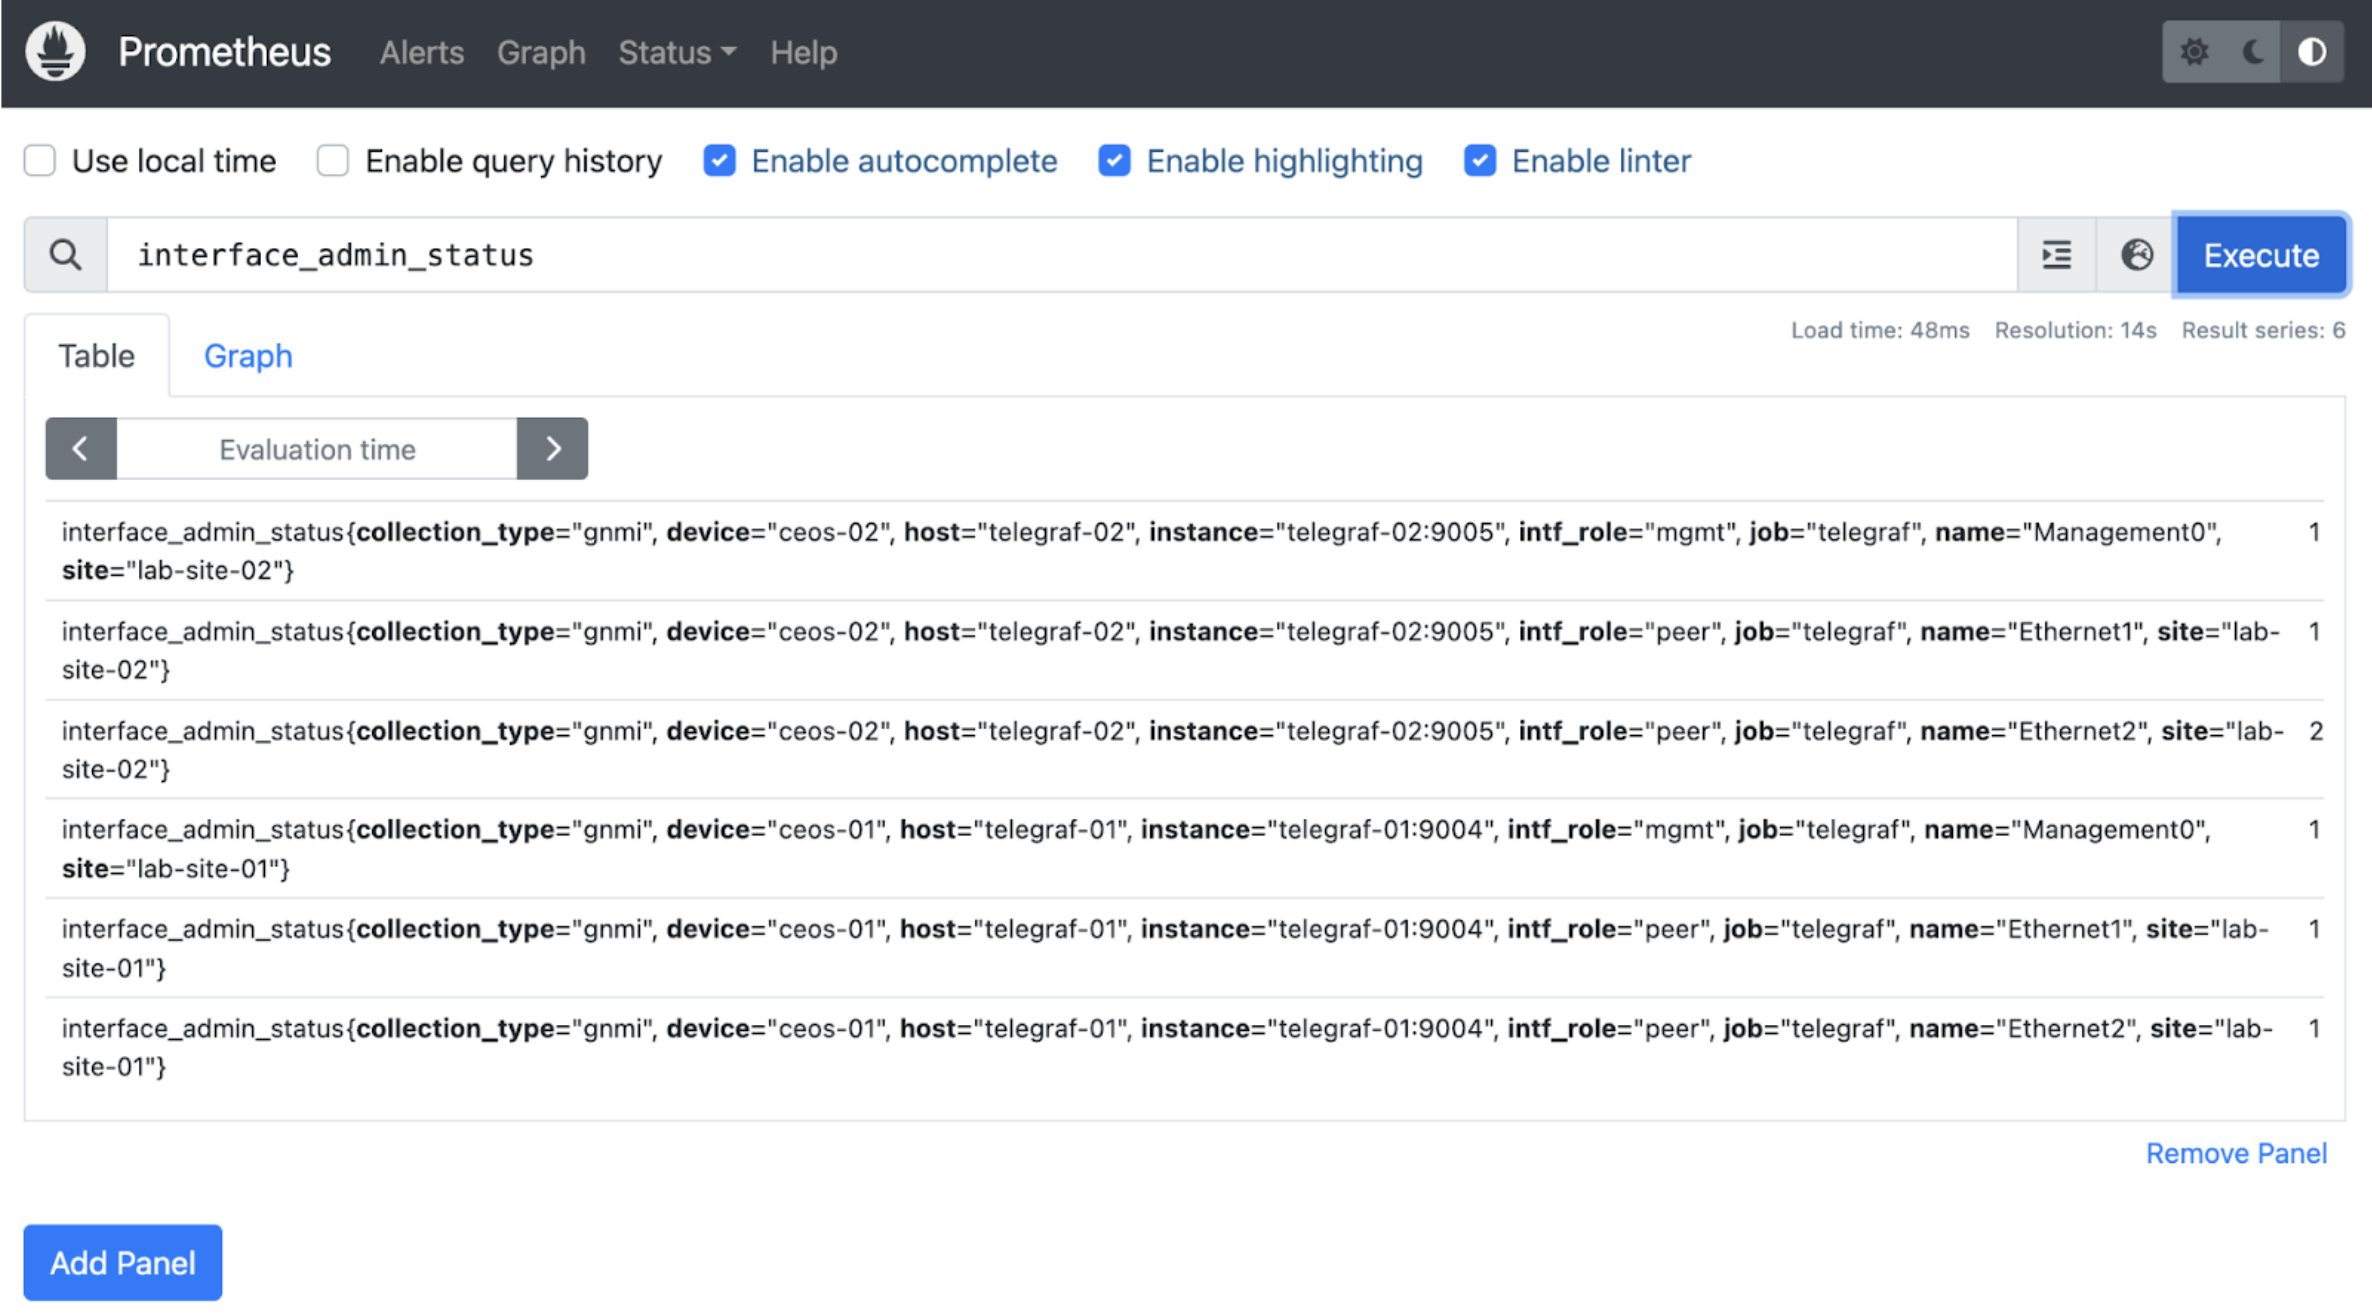 Prometheus Alerts Graph Status Help
Use local time Enable query history Enable autocomplete Enable highlighting Enable linter
interface_admin_status Execute
Table Graph Load time: 48ms Resolution: 14s Result series: 6
Evaluation time
interface_admin_status{collection_type="gnmi", device="ceos-02", host="telegraf-02", instance="telegraf-02:9005", intf_role="mgmt", job="telegraf", name="Management0", 1
site="lab-site-02"}
interface_admin_status{collection_type="gnmi", device="ceos-02", host="telegraf-02", instance="telegraf-02:9005", intf_role="peer", job="telegraf", name="Ethernet1", site="lab- 1
site-02"}
interface_admin_status{collection_type="gnmi", device="ceos-02", host="telegraf-02", instance="telegraf-02:9005", intf_role="peer", job="telegraf", name="Ethernet2", site="lab- 2
site-02"}
interface_admin_status{collection_type="gnmi", device="ceos-01", host="telegraf-01", instance="telegraf-01:9004", intf_role="mgmt", job="telegraf", name="Management0", 1
site="lab-site-01"}
interface_admin_status{collection_type="gnmi", device="ceos-01", host="telegraf-01", instance="telegraf-01:9004", intf_role="peer", job="telegraf", name="Ethernet1", site="lab- 1
site-01"}
interface_admin_status{collection_type="gnmi", device="ceos-01", host="telegraf-01", instance="telegraf-01:9004", intf_role="peer", job="telegraf", name="Ethernet2", site="lab- 1
site-01"}
Remove Panel
Add Panel